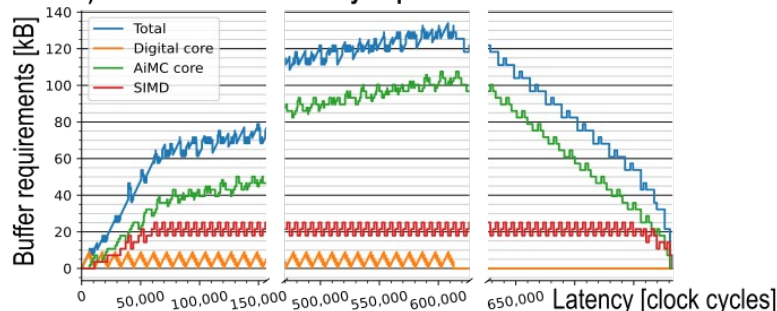 Buffer requirements [kB]
140
120
100
80
60
40
20
0
Total
Digital core
AiMC core
SIMD
0 50,000 100,000 150,000 500,000 550,000 600,000 650,000
Latency [clock cycles]